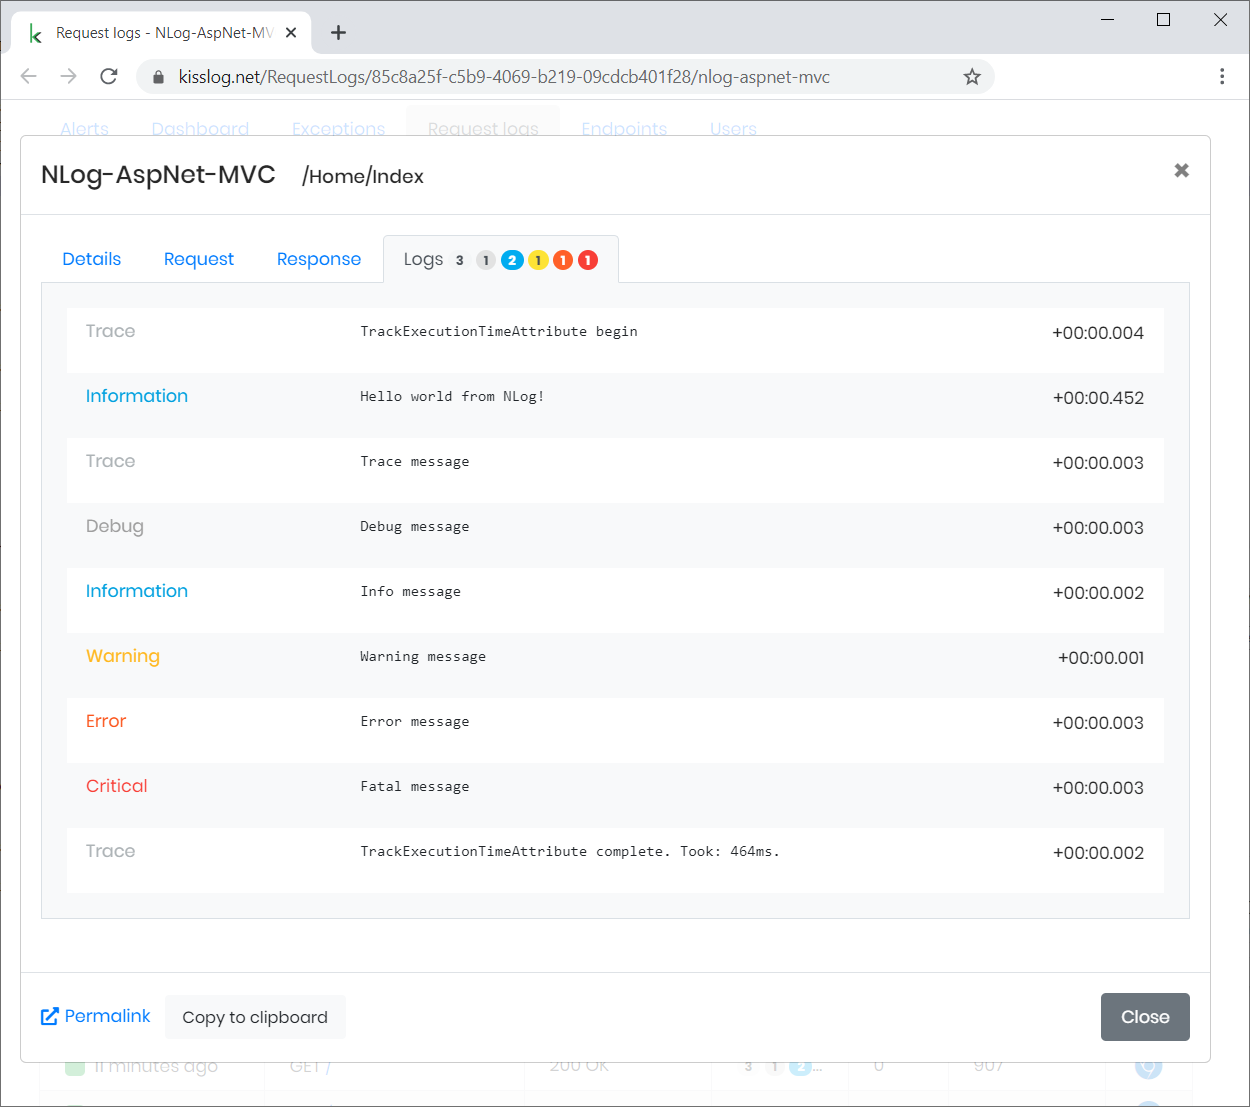 Request logs - NLog-AspNet-MV
kisslog.net/RequestLogs/85c8a25f-c5b9-4069-b219-09cdcb401f28/nlog-aspnet-mvc
Alerts Dashboard Exceptions Request logs Endpoints Users
NLog-AspNet-MVC /Home/Index
Details Request Response Logs 3 1 2 1 1 1
Trace TrackExecutionTimeAttribute begin +00:00.004
Information Hello world from NLog! +00:00.452
Trace Trace message +00:00.003
Debug Debug message +00:00.003
Information Info message +00:00.002
Warning Warning message +00:00.001
Error Error message +00:00.003
Critical Fatal message +00:00.003
Trace TrackExecutionTimeAttribute complete. Took: 464ms. +00:00.002
Permalink Copy to clipboard Close
11 minutes ago GET / 200 OK 3 1 2... 0 907